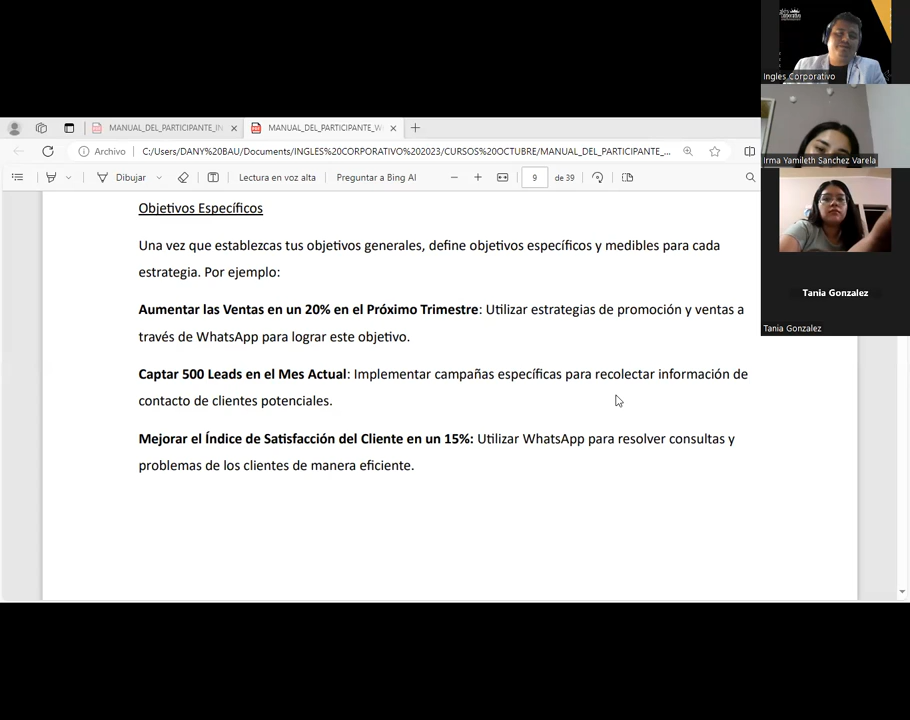 MANUAL_DEL_PARTICIPANTE_IN
MANUAL_DEL_PARTICIPANTE_W
Archivo
C:/Users/DANY%20BAU/Documents/INGLES%20CORPORATIVO%202023/CURSOS%20OCTUBRE/MANUAL_DEL_PARTICIPANTE_...
Dibujar
Lectura en voz alta
Preguntar a Bing AI
9
de 39
Objetivos Específicos
Una vez que establezcas tus objetivos generales, define objetivos específicos y medibles para cada
estrategia. Por ejemplo:
Aumentar las Ventas en un 20% en el Próximo Trimestre: Utilizar estrategias de promoción y ventas a
través de WhatsApp para lograr este objetivo.
Captar 500 Leads en el Mes Actual: Implementar campañas específicas para recolectar información de
contacto de clientes potenciales.
Mejorar el Índice de Satisfacción del Cliente en un 15%: Utilizar WhatsApp para resolver consultas y
problemas de los clientes de manera eficiente.
Ingles Corporativo
Irma Yamileth Sanchez Varela
Tania Gonzalez
Tania Gonzalez